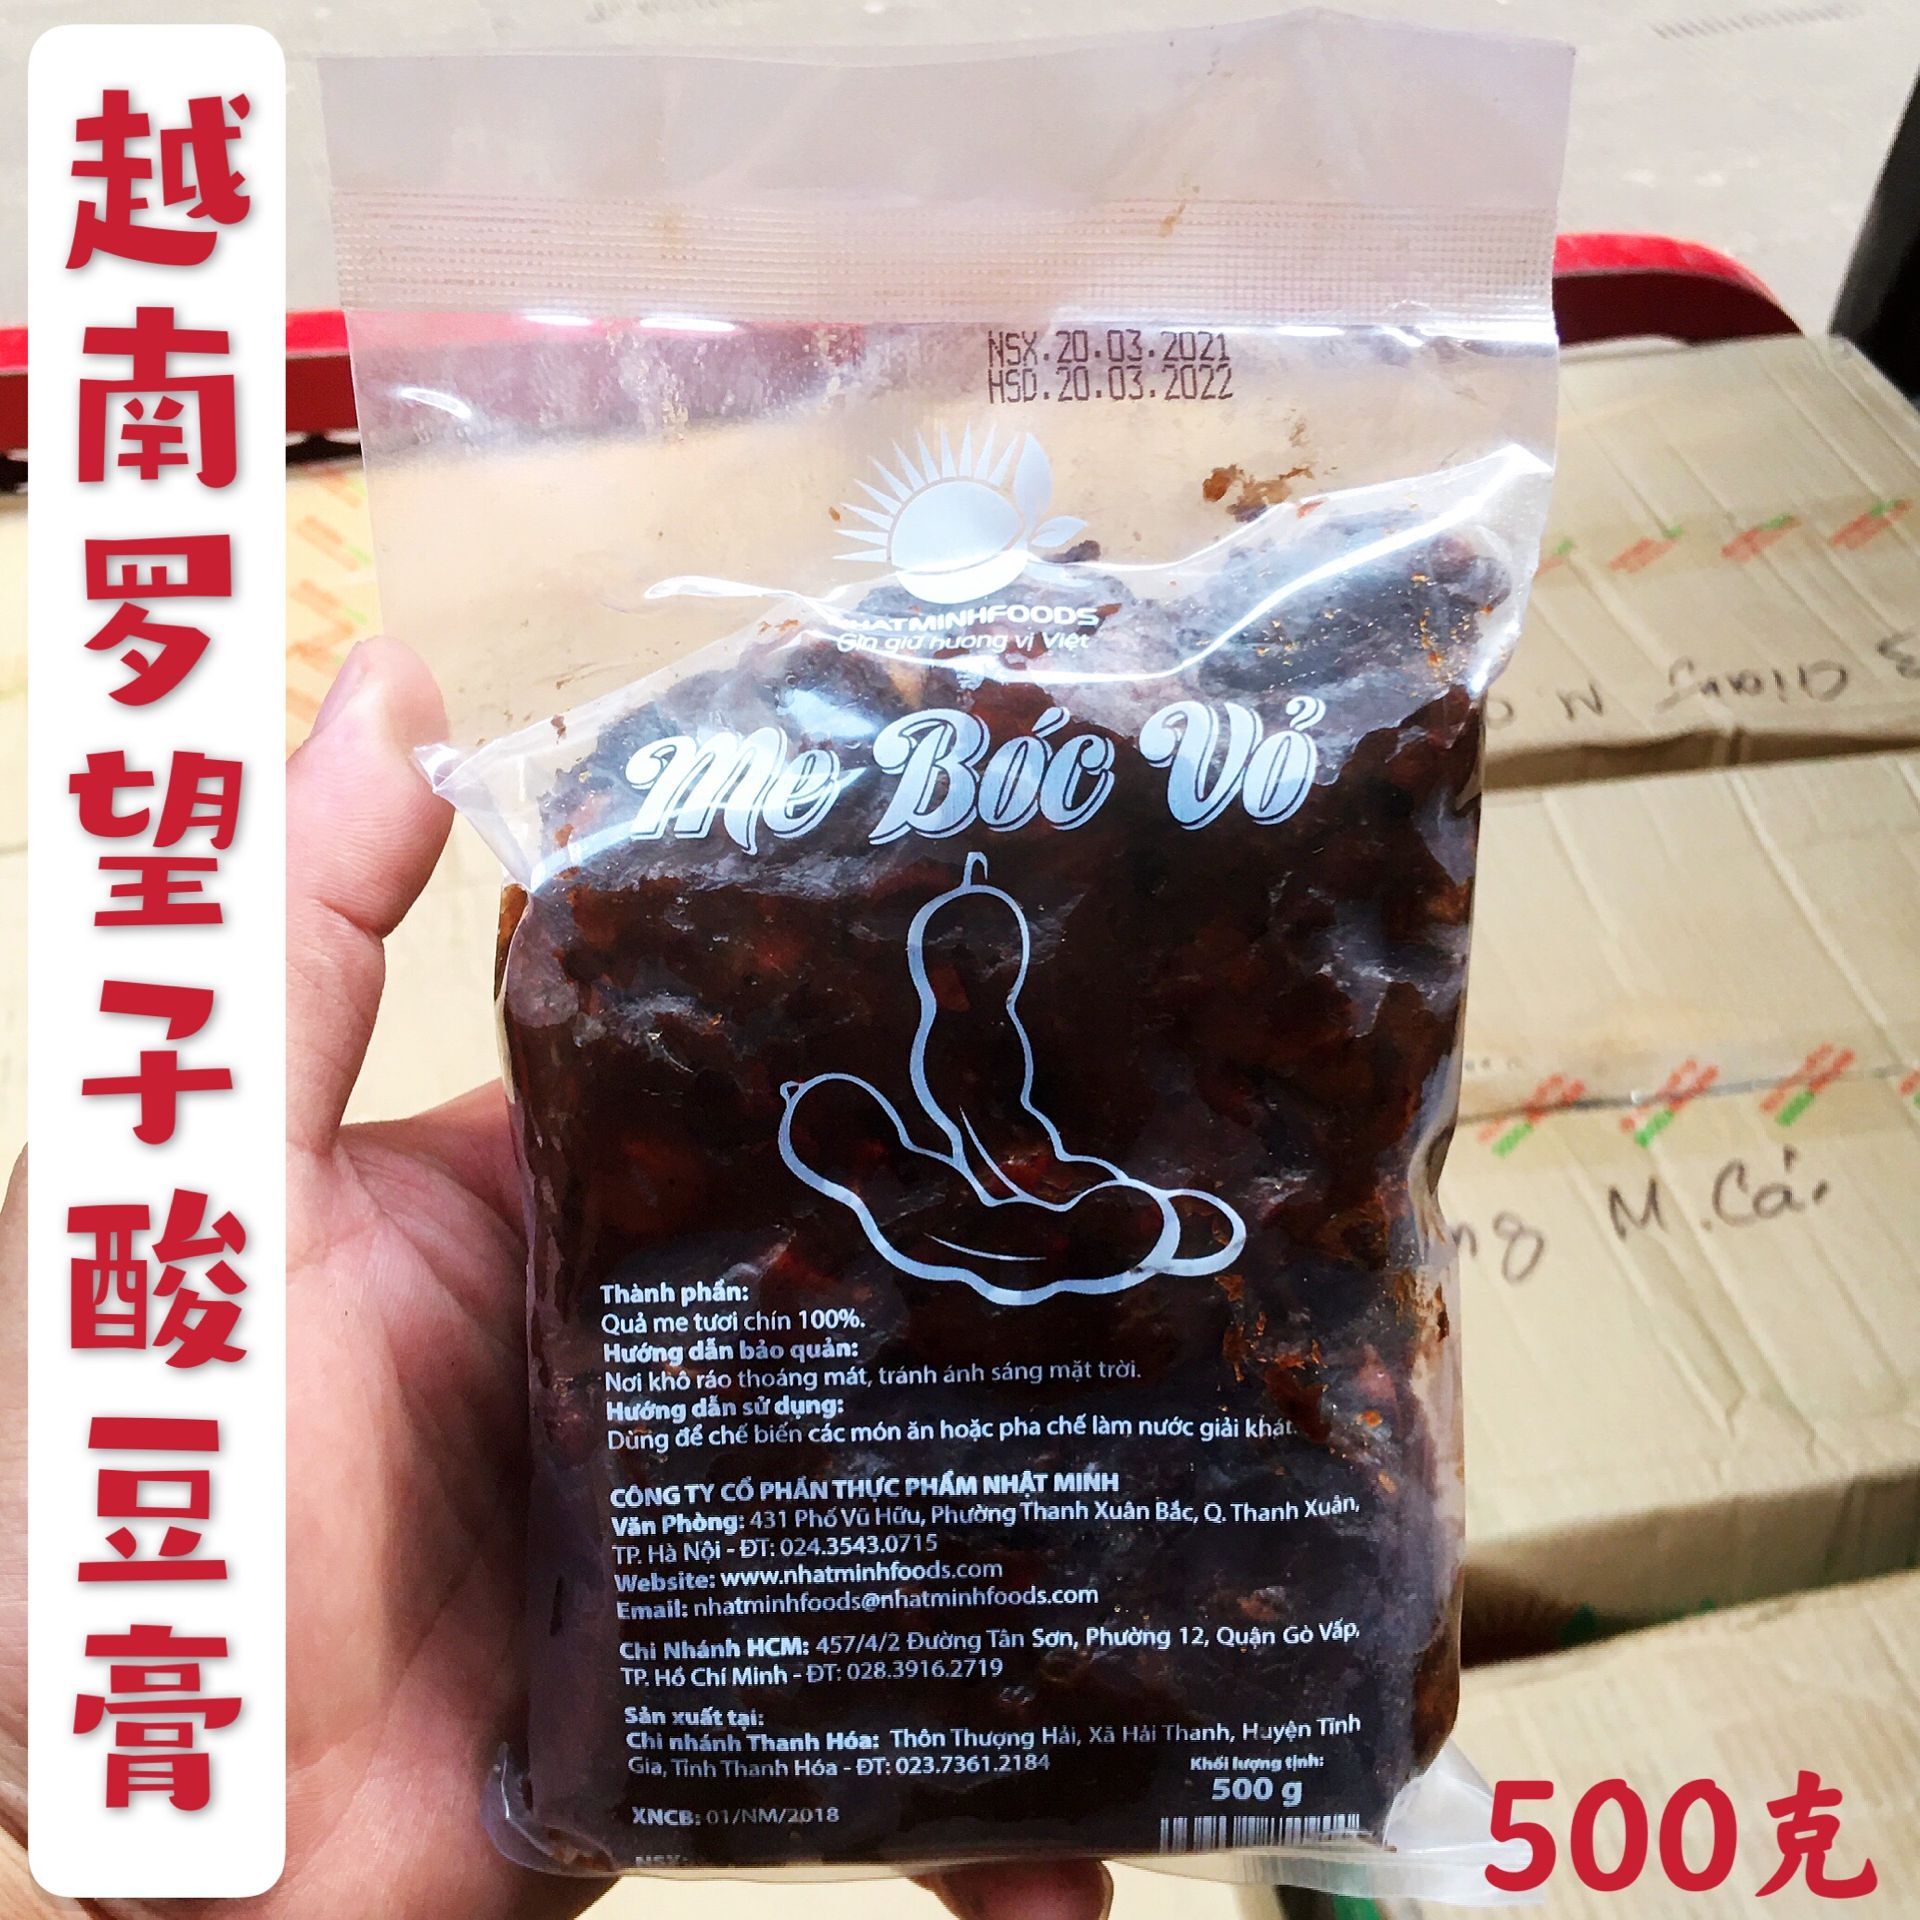 越南罗望子酸豆膏
NSX.20.03.2021
HSD.20.03.2022
NHATMINHFOODS
Gìn giữ hương vị Việt
Me Bóc Vỏ
Thành phần:
Quả me tươi chín 100%.
Hướng dẫn bảo quản:
Nơi khô ráo thoáng mát, tránh ánh sáng mặt trời.
Hướng dẫn sử dụng:
Dùng để chế biến các món ăn hoặc pha chế làm nước giải khát.
CÔNG TY CỔ PHẦN THỰC PHẨM NHẬT MINH
Văn Phòng: 431 Phố Vũ Hữu, Phường Thanh Xuân Bắc, Q. Thanh Xuân,
TP. Hà Nội - ĐT: 024.3543.0715
Website: www.nhatminhfoods.com
Email: nhatminhfoods@nhatminhfoods.com
Chi Nhánh HCM: 457/4/2 Đường Tân Sơn, Phường 12, Quận Gò Vấp,
TP. Hồ Chí Minh - ĐT: 028.3916.2719
Sản xuất tại:
Chi nhánh Thanh Hóa: Thôn Thượng Hải, Xã Hải Thanh, Huyện Tĩnh
Gia, Tỉnh Thanh Hóa - ĐT: 023.7361.2184
Khối lượng tịnh:
500 g
XNCB: 01/NM/2018
NSX:
M. Cá.
500克